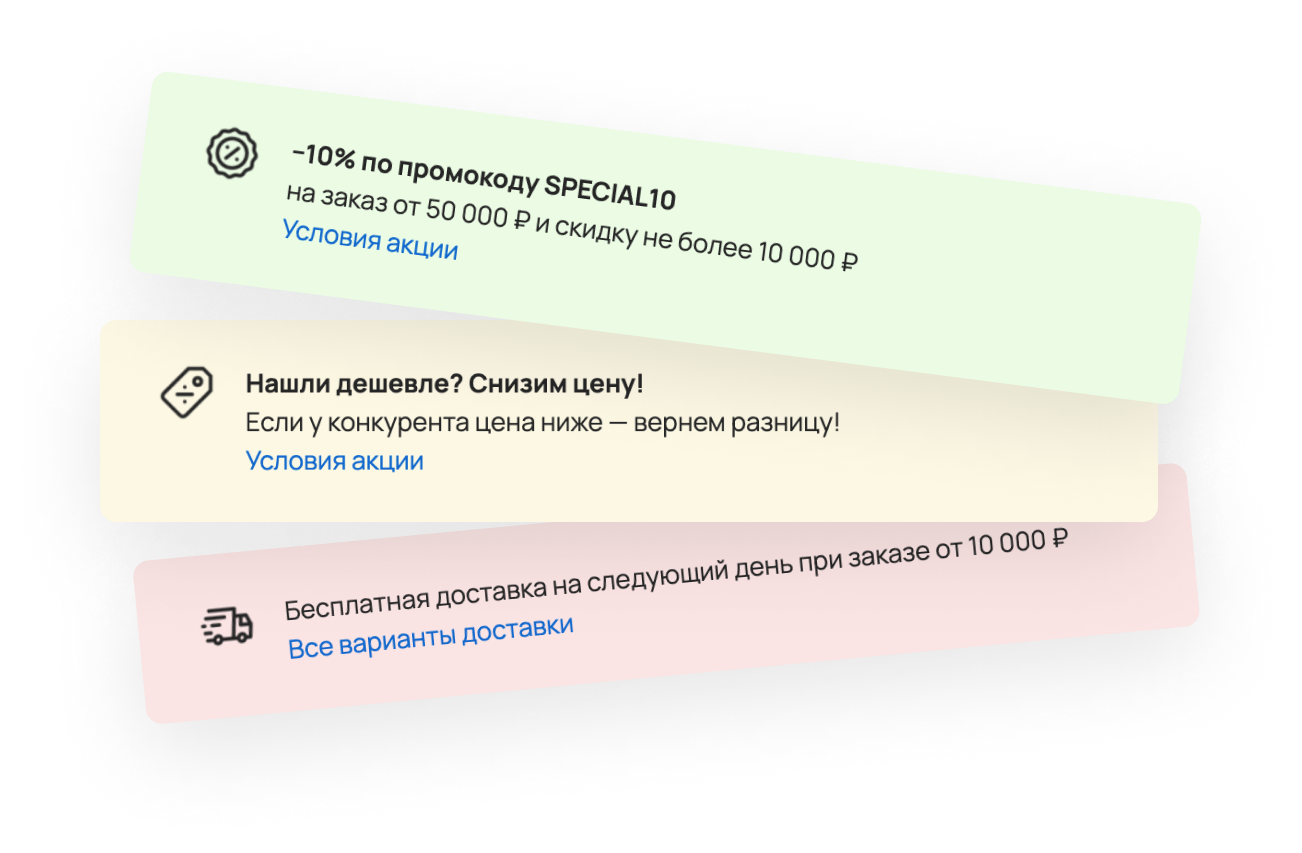 −10% по промокоду SPECIAL10
на заказ от 50 000 ₽ и скидку не более 10 000 ₽
Условия акции
Нашли дешевле? Снизим цену!
Если у конкурента цена ниже — вернем разницу!
Условия акции
Бесплатная доставка на следующий день при заказе от 10 000 ₽
Все варианты доставки